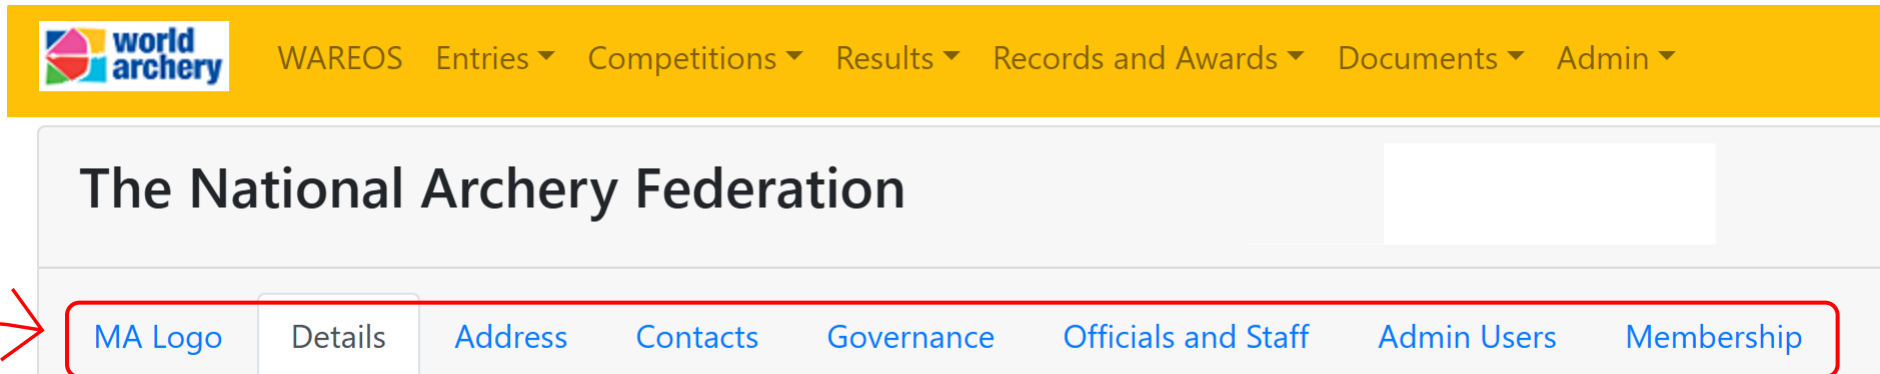 world
archery
WAREOS Entries Competitions Results Records and Awards Documents Admin
The National Archery Federation
MA Logo Details Address Contacts Governance Officials and Staff Admin Users Membership